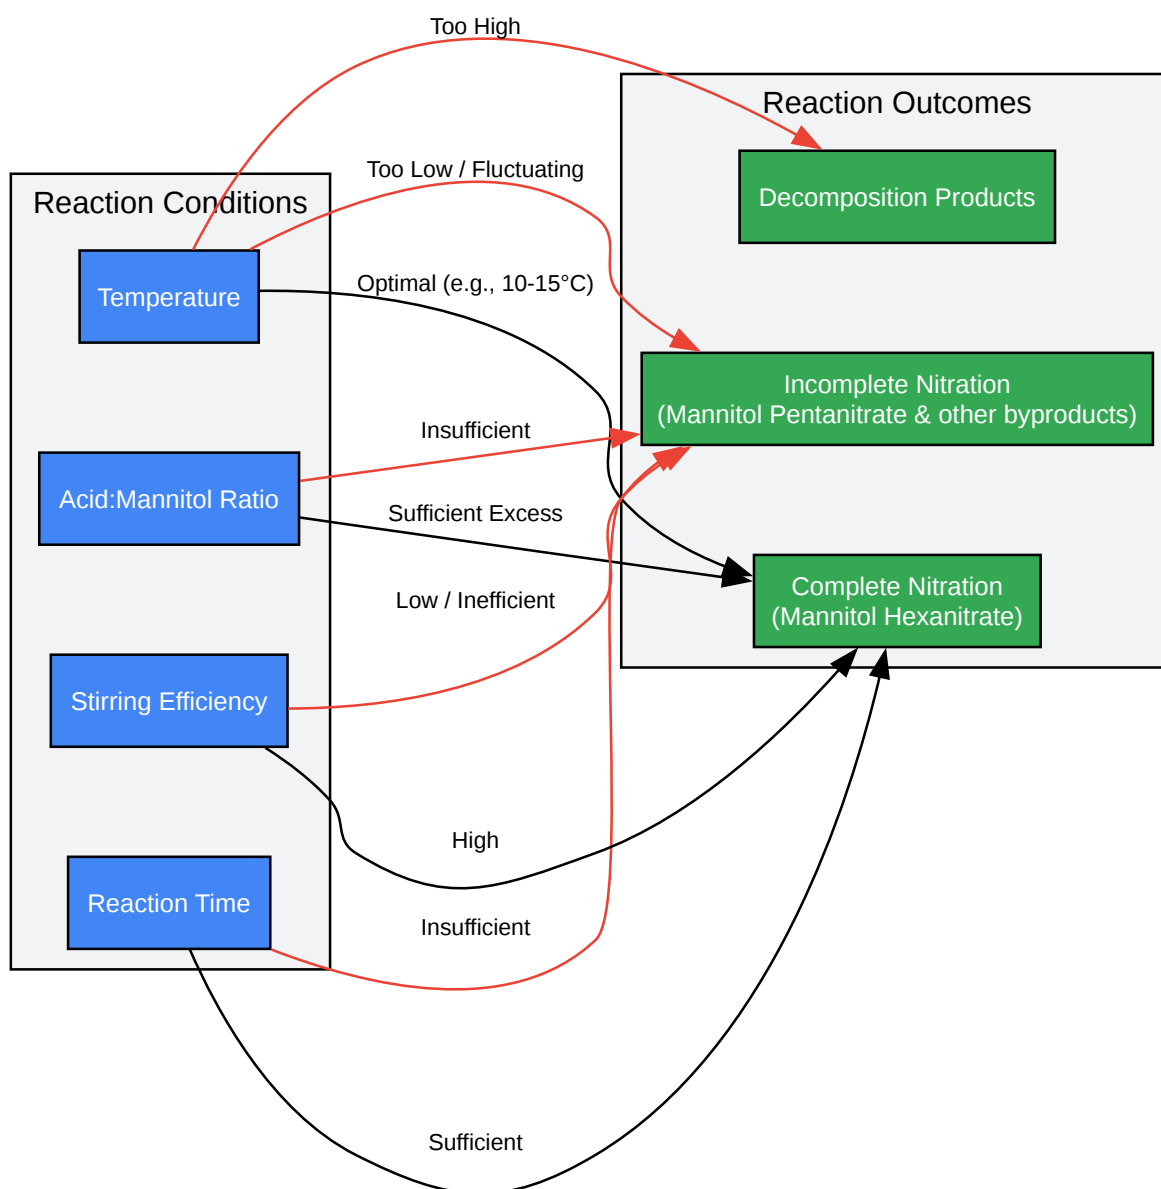 Too High
Reaction Outcomes
Too Low / Fluctuating
Decomposition Products
Reaction Conditions
Optimal (e.g., 10-15°C)
Temperature
Incomplete Nitration
(Mannitol Pentanitrate & other byproducts)
Insufficient
Acid:Mannitol Ratio
Sufficient Excess
Complete Nitration
(Mannitol Hexanitrate)
Low / Inefficient
Stirring Efficiency
High
Reaction Time
Insufficient
Sufficient